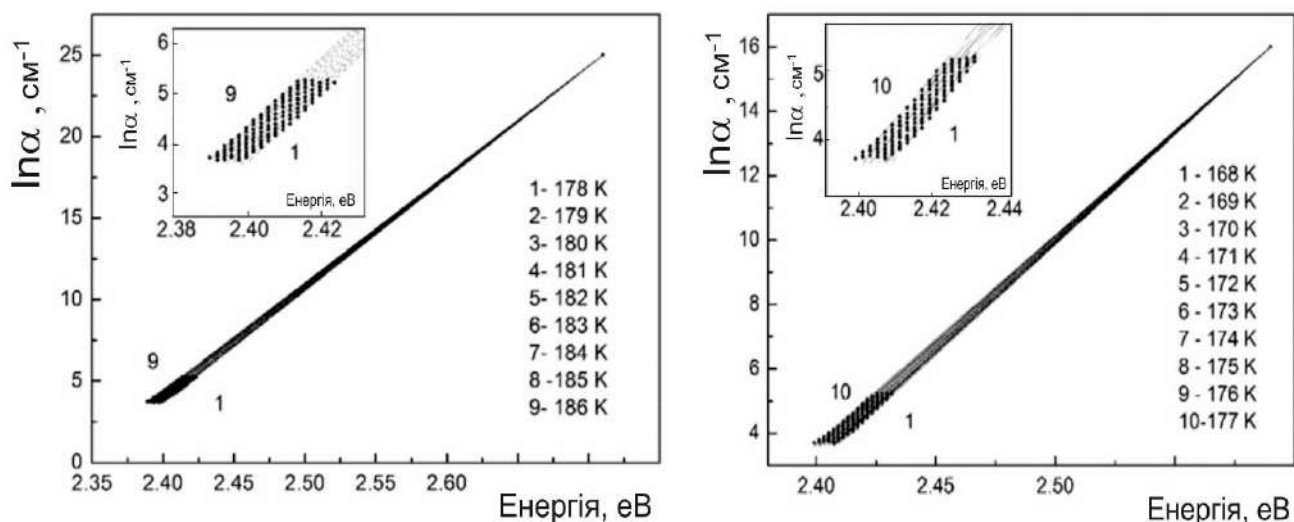 lnα , см⁻¹
25
20
15
10
5
0
2.35 2.40 2.45 2.50 2.55 2.60
Енергія, еВ
9
1
lnα , см⁻¹
6
5
4
3
2.38 2.40 2.42
Енергія, еВ
9
1
1- 178 K
2- 179 K
3- 180 K
4- 181 K
5- 182 K
6- 183 K
7- 184 K
8 -185 K
9- 186 K
lnα , см⁻¹
16
14
12
10
8
6
4
2.40 2.45 2.50
Енергія, еВ
10
1
lnα , см⁻¹
5
4
2.40 2.42 2.44
Енергія, еВ
10
1
1 - 168 K
2 - 169 K
3 - 170 K
4 - 171 K
5 - 172 K
6 - 173 K
7 - 174 K
8 - 175 K
9 - 176 K
10-177 K